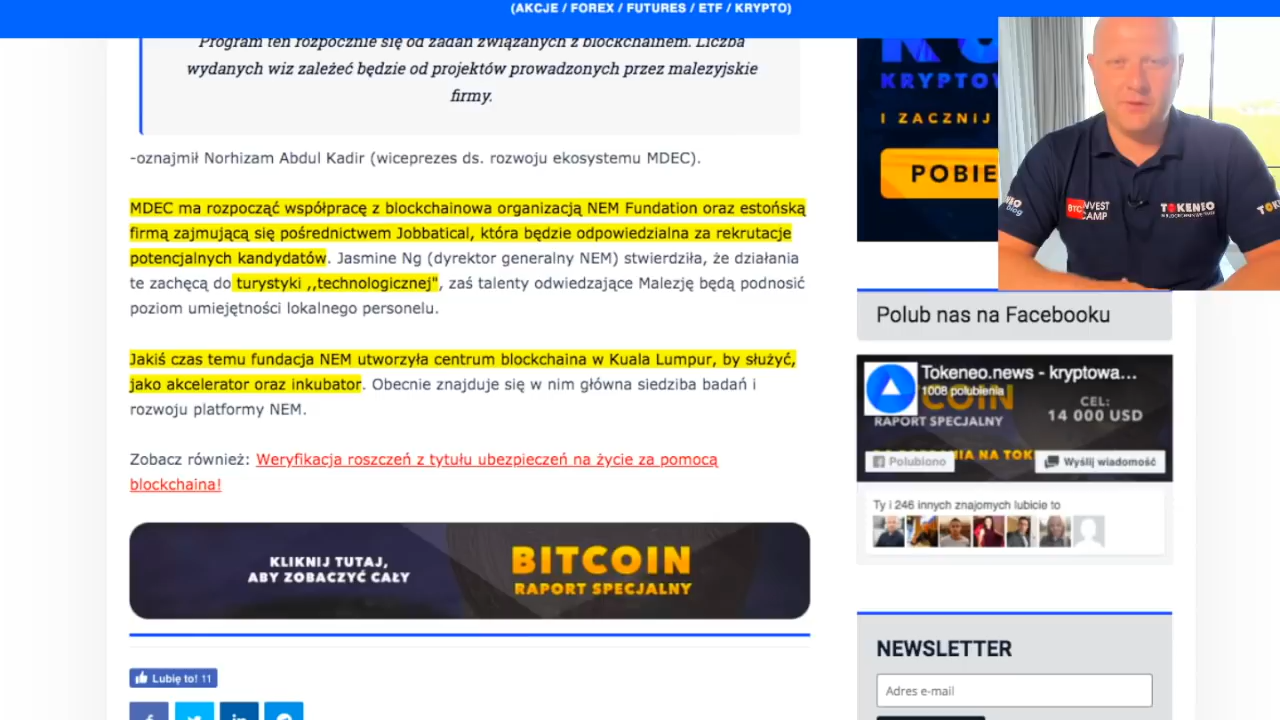 (AKCJE / FOREX / FUTURES / ETF / KRYPTO)
Program ten rozpocznie się od zadań związanych z blockchainem. Liczba
wydanych wiz zależeć będzie od projektów prowadzonych przez malezyjskie
firmy.
-oznajmił Norhizam Abdul Kadir (wiceprezes ds. rozwoju ekosystemu MDEC).
MDEC ma rozpocząć współpracę z blockchainowa organizacją NEM Fundation oraz estońską
firmą zajmującą się pośrednictwem Jobbatical, która będzie odpowiedzialna za rekrutacje
potencjalnych kandydatów. Jasmine Ng (dyrektor generalny NEM) stwierdziła, że działania
te zachęcą do turystyki ,,technologicznej", zaś talenty odwiedzające Malezję będą podnosić
poziom umiejętności lokalnego personelu.
Jakiś czas temu fundacja NEM utworzyła centrum blockchaina w Kuala Lumpur, by służyć,
jako akcelerator oraz inkubator. Obecnie znajduje się w nim główna siedziba badań i
rozwoju platformy NEM.
Zobacz również: Weryfikacja roszczeń z tytułu ubezpieczeń na życie za pomocą
blockchaina!
KLIKNIJ TUTAJ,
ABY ZOBACZYĆ CAŁY
BITCOIN
RAPORT SPECJALNY
Lubię to! 11
KRYPTOW
I ZACZNIJ
POBIE
BTC INVEST
CAMP
TOKENEO
Polub nas na Facebooku
Tokeneo.news - kryptowa...
1008 polubienia
COIN
RAPORT SPECJALNY
CEL:
14 000 USD
Polubiono
Wyślij wiadomość
Ty i 246 innych znajomych lubicie to
NEWSLETTER
Adres e-mail